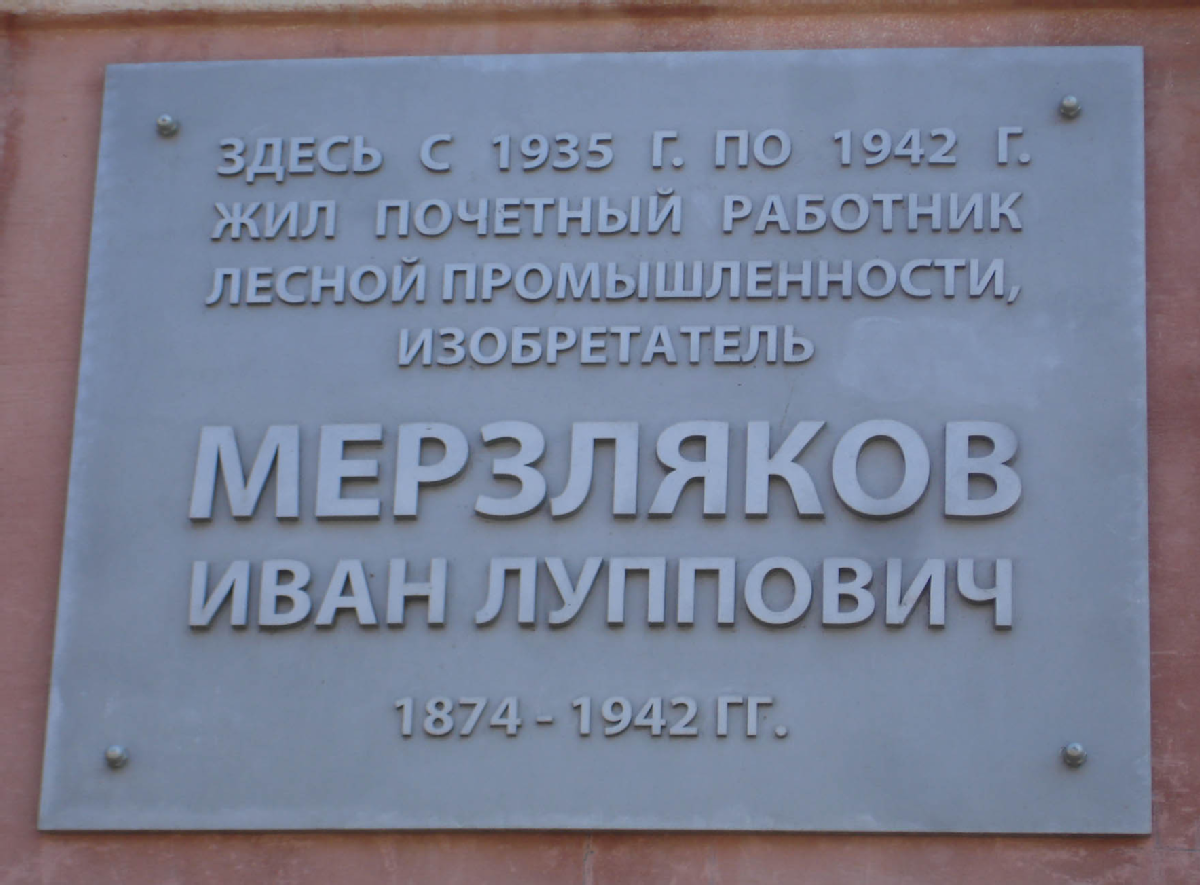 ЗДЕСЬ С 1935 Г. ПО 1942 Г.
ЖИЛ ПОЧЕТНЫЙ РАБОТНИК
ЛЕСНОЙ ПРОМЫШЛЕННОСТИ,
ИЗОБРЕТАТЕЛЬ
МЕРЗЛЯКОВ
ИВАН ЛУППОВИЧ
1874 - 1942 ГГ.